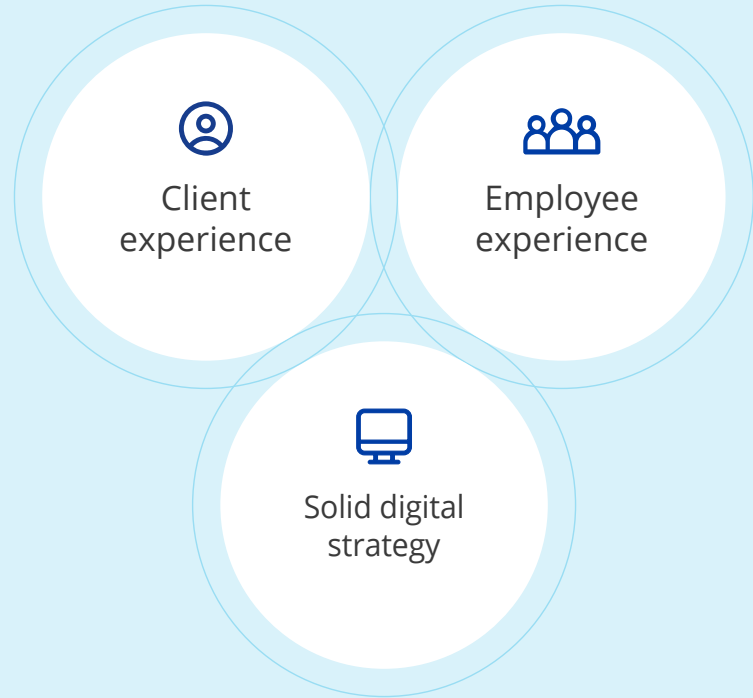 Client
experience
Employee
experience
Solid digital
strategy